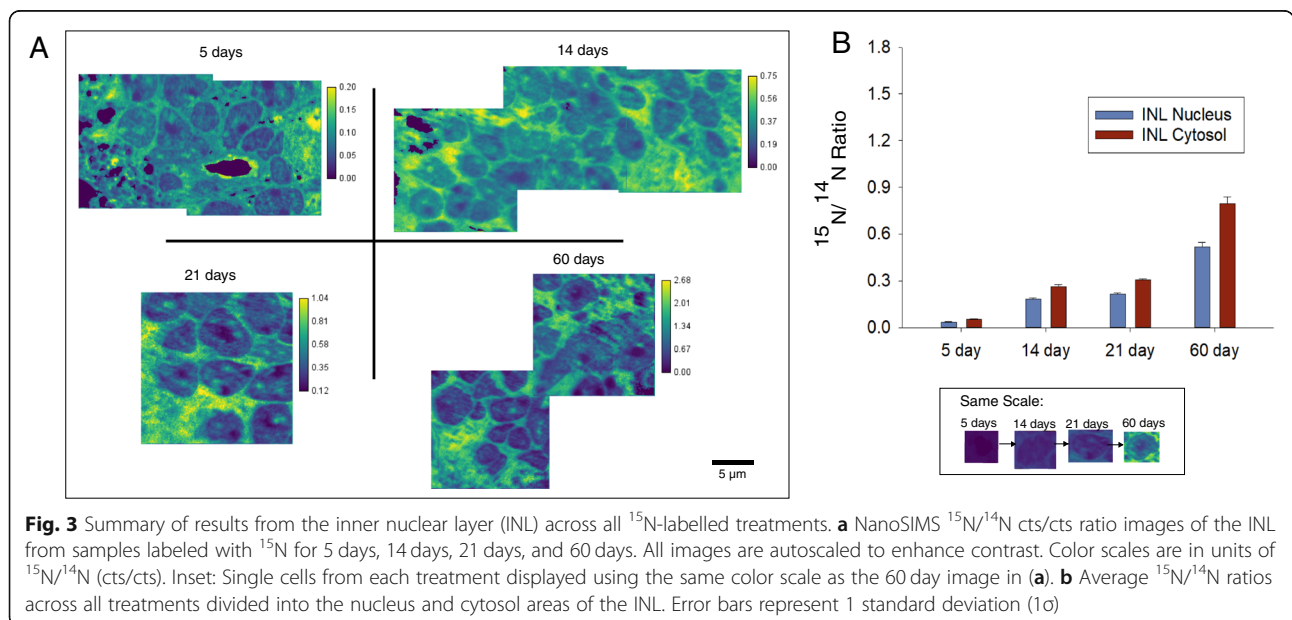 A
5 days
0.20
0.15
0.10
0.05
0.00
14 days
0.75
0.56
0.37
0.19
0.00
21 days
1.04
0.81
0.58
0.35
0.12
60 days
2.68
2.01
1.34
0.67
0.00
5 µm
B
15N/14N Ratio
1.8
1.5
1.2
0.9
0.6
0.3
0.0
INL Nucleus
INL Cytosol
5 day 14 day 21 day 60 day
Same Scale:
5 days 14 days 21 days 60 days
Fig. 3 Summary of results from the inner nuclear layer (INL) across all 15N-labelled treatments. a NanoSIMS 15N/14N cts/cts ratio images of the INL
from samples labeled with 15N for 5 days, 14 days, 21 days, and 60 days. All images are autoscaled to enhance contrast. Color scales are in units of
15N/14N (cts/cts). Inset: Single cells from each treatment displayed using the same color scale as the 60 day image in (a). b Average 15N/14N ratios
across all treatments divided into the nucleus and cytosol areas of the INL. Error bars represent 1 standard deviation (1σ)